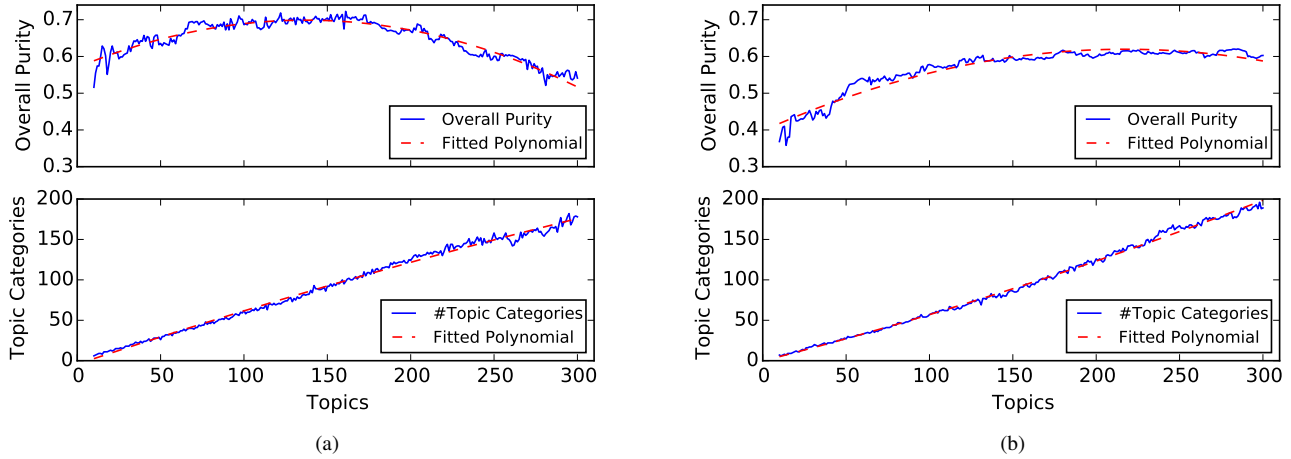 0.7
0.6
0.5
0.4
0.3
Overall Purity
Overall Purity
Fitted Polynomial
200
150
100
50
0
Topic Categories
#Topic Categories
Fitted Polynomial
0 50 100 150 200 250 300
Topics
(a)
0.7
0.6
0.5
0.4
0.3
Overall Purity
Overall Purity
Fitted Polynomial
200
150
100
50
0
Topic Categories
#Topic Categories
Fitted Polynomial
0 50 100 150 200 250 300
Topics
(b)